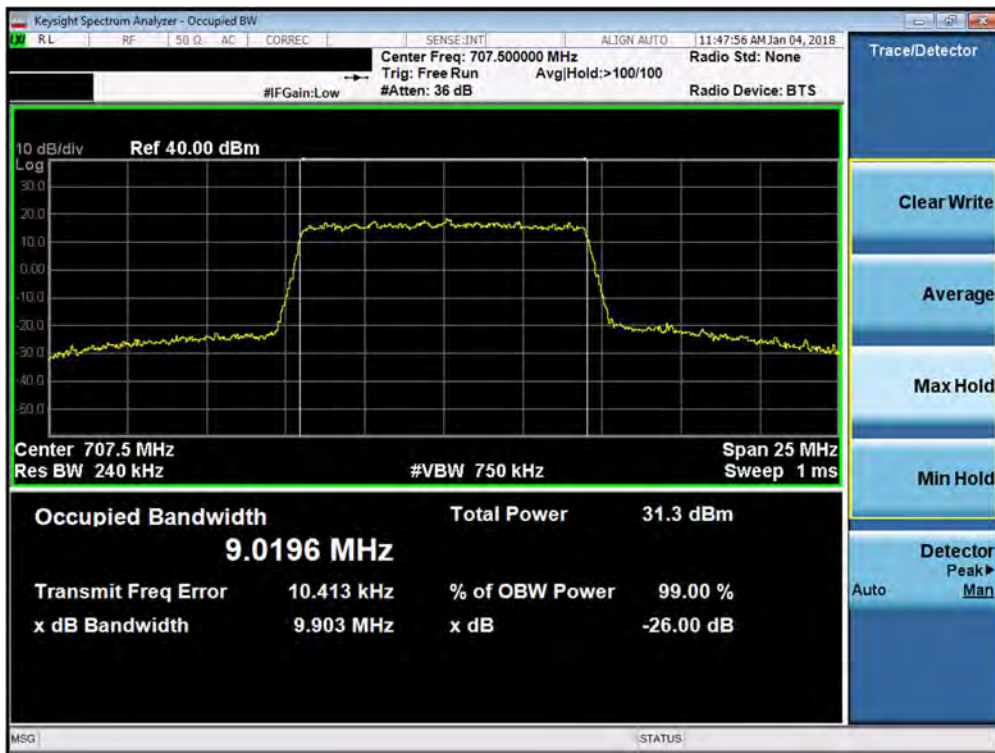 Keysight Spectrum Analyzer - Occupied BW
LXI RL RF 50 Ω AC CORREC SENSE:INT ALIGN AUTO 11:47:56 AM Jan 04, 2018
Center Freq: 707.500000 MHz Radio Std: None
Trig: Free Run Avg|Hold:>100/100
#IFGain:Low #Atten: 36 dB Radio Device: BTS
10 dB/div Ref 40.00 dBm
Log
30.0
20.0
10.0
0.00
-10.0
-20.0
-30.0
-40.0
-50.0
Center 707.5 MHz Span 25 MHz
Res BW 240 kHz #VBW 750 kHz Sweep 1 ms
Occupied Bandwidth Total Power 31.3 dBm
9.0196 MHz
Transmit Freq Error 10.413 kHz % of OBW Power 99.00 %
x dB Bandwidth 9.903 MHz x dB -26.00 dB
MSG STATUS
Trace/Detector
Clear Write
Average
Max Hold
Min Hold
Detector
Peak▶
Auto Man